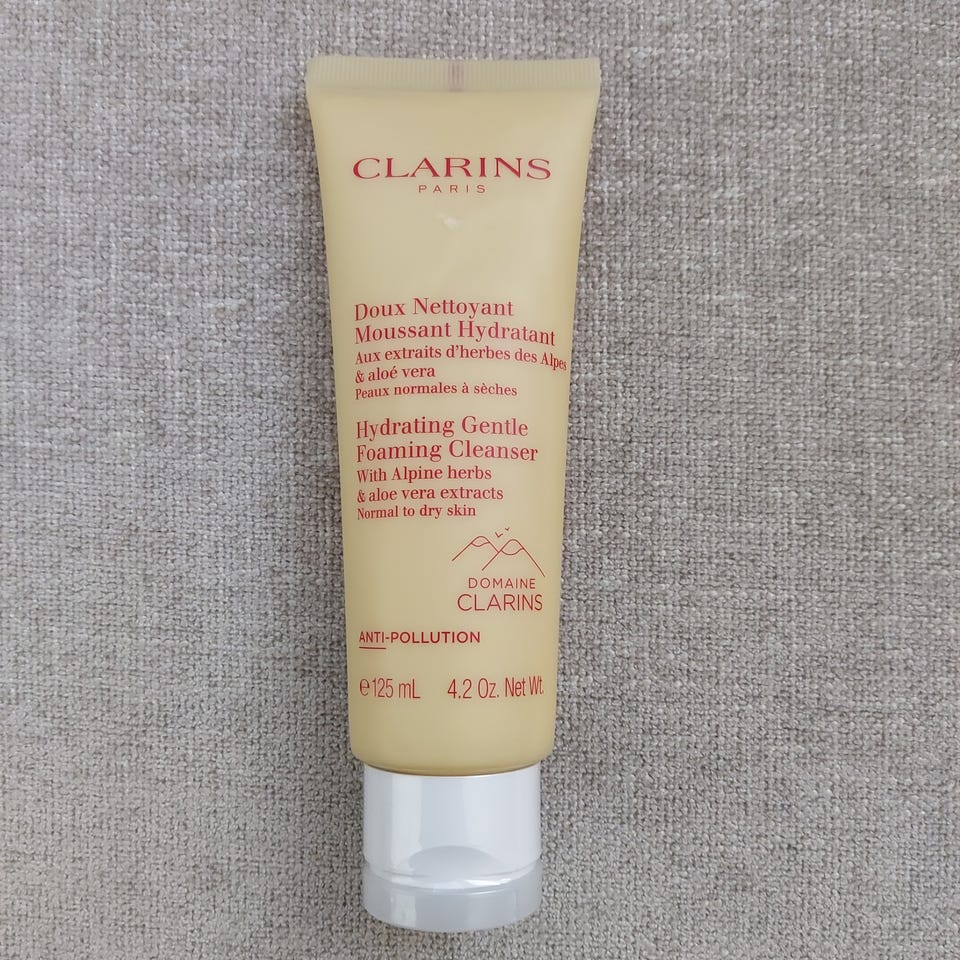 CLARINS
PARIS
Doux Nettoyant
Moussant Hydratant
Aux extraits d'herbes des Alpes
& aloé vera
Peaux normales à sèches
Hydrating Gentle
Foaming Cleanser
With Alpine herbs
& aloe vera extracts
Normal to dry skin
DOMAINE
CLARINS
ANTI-POLLUTION
℮ 125 mL 4.2 Oz. Net Wt.